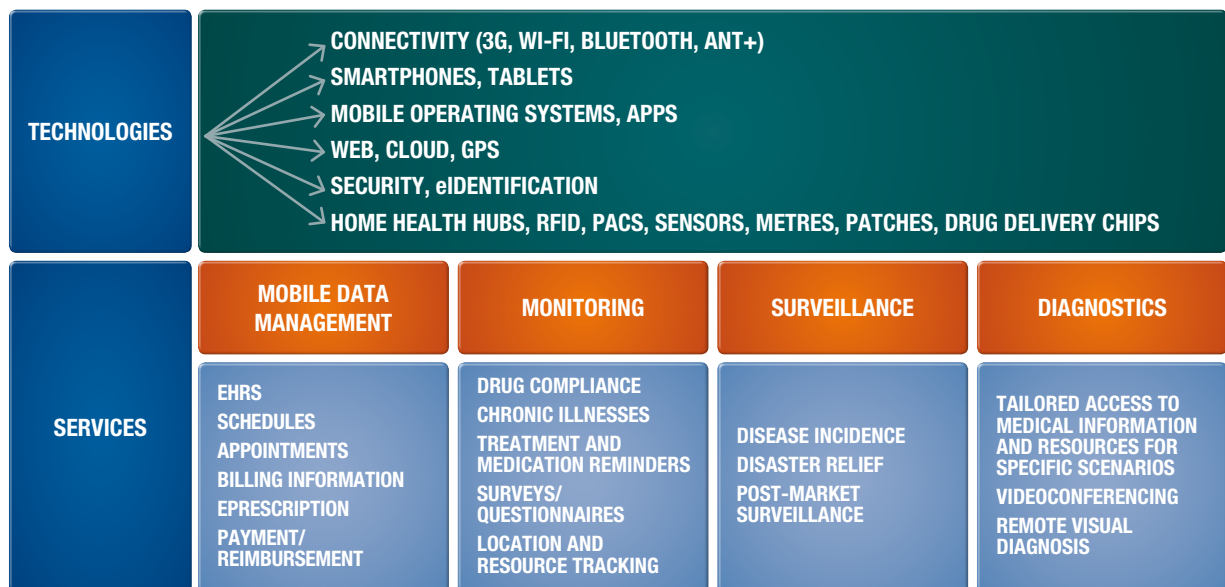 TECHNOLOGIES
CONNECTIVITY (3G, WI-FI, BLUETOOTH, ANT+)
SMARTPHONES, TABLETS
MOBILE OPERATING SYSTEMS, APPS
WEB, CLOUD, GPS
SECURITY, eIDENTIFICATION
HOME HEALTH HUBS, RFID, PACS, SENSORS, METRES, PATCHES, DRUG DELIVERY CHIPS
SERVICES
MOBILE DATA
MANAGEMENT
EHRS
SCHEDULES
APPOINTMENTS
BILLING INFORMATION
EPRESCRIPTION
PAYMENT/
REIMBURSEMENT
MONITORING
DRUG COMPLIANCE
CHRONIC ILLNESSES
TREATMENT AND
MEDICATION REMINDERS
SURVEYS/
QUESTIONNAIRES
LOCATION AND
RESOURCE TRACKING
SURVEILLANCE
DISEASE INCIDENCE
DISASTER RELIEF
POST-MARKET
SURVEILLANCE
DIAGNOSTICS
TAILORED ACCESS TO
MEDICAL INFORMATION
AND RESOURCES FOR
SPECIFIC SCENARIOS
VIDEOCONFERENCING
REMOTE VISUAL
DIAGNOSIS